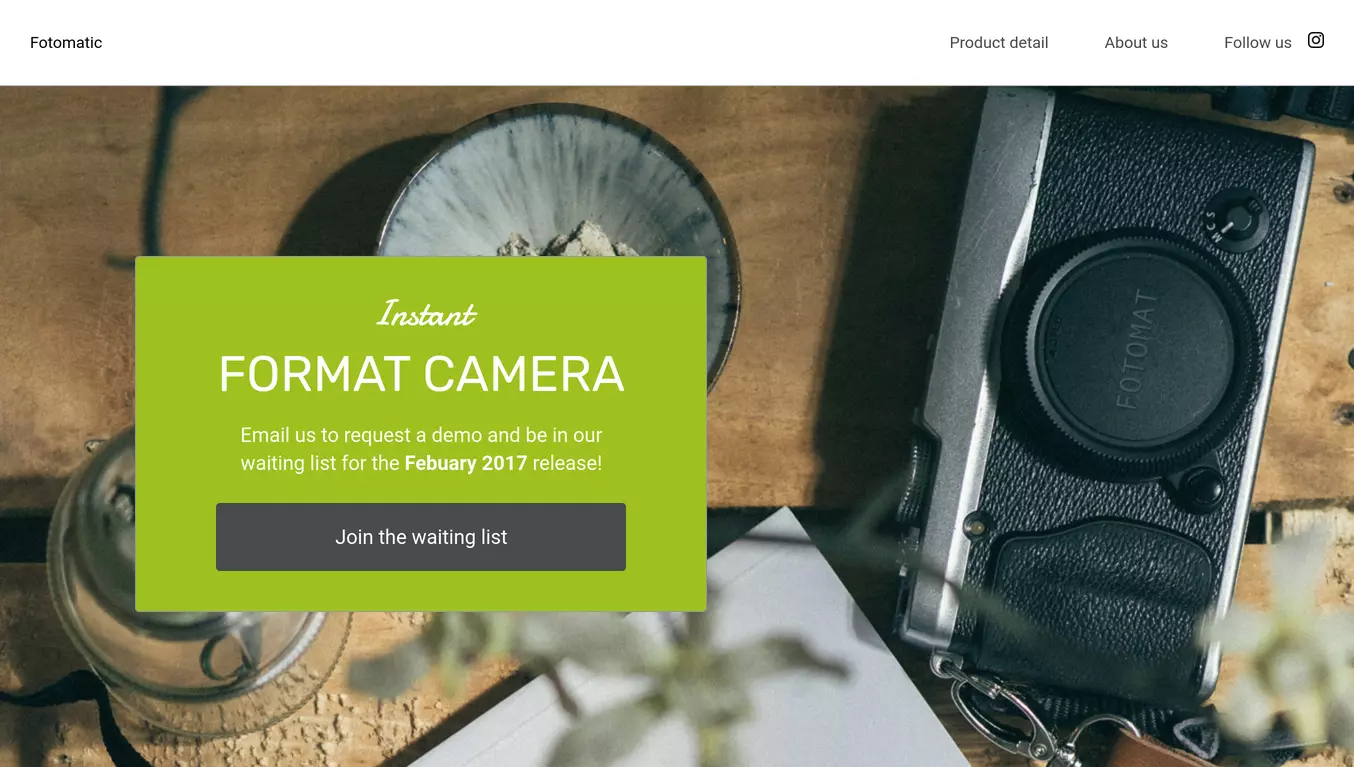 Fotomatic
Product detail
About us
Follow us
Instant
FORMAT CAMERA
Email us to request a demo and be in our
waiting list for the Febuary 2017 release!
Join the waiting list
FOTOMAT